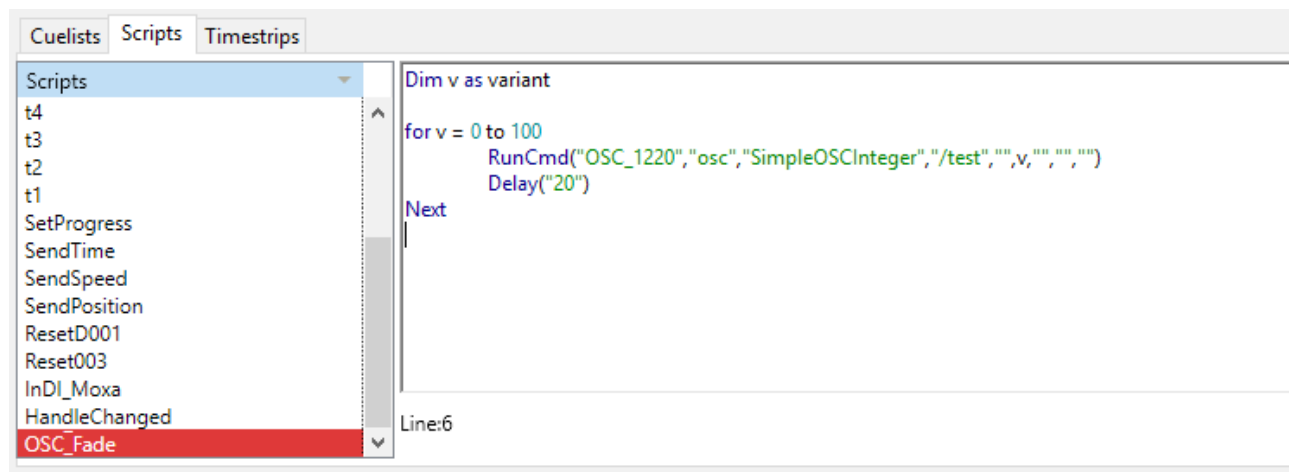 Cuelists Scripts Timestrips
Scripts
t4
t3
t2
t1
SetProgress
SendTime
SendSpeed
SendPosition
ResetD001
Reset003
InDI_Moxa
HandleChanged
OSC_Fade
Dim v as variant
for v = 0 to 100
RunCmd("OSC_1220","osc","SimpleOSCInteger","/test","",v,"","","")
Delay("20")
Next
Line:6